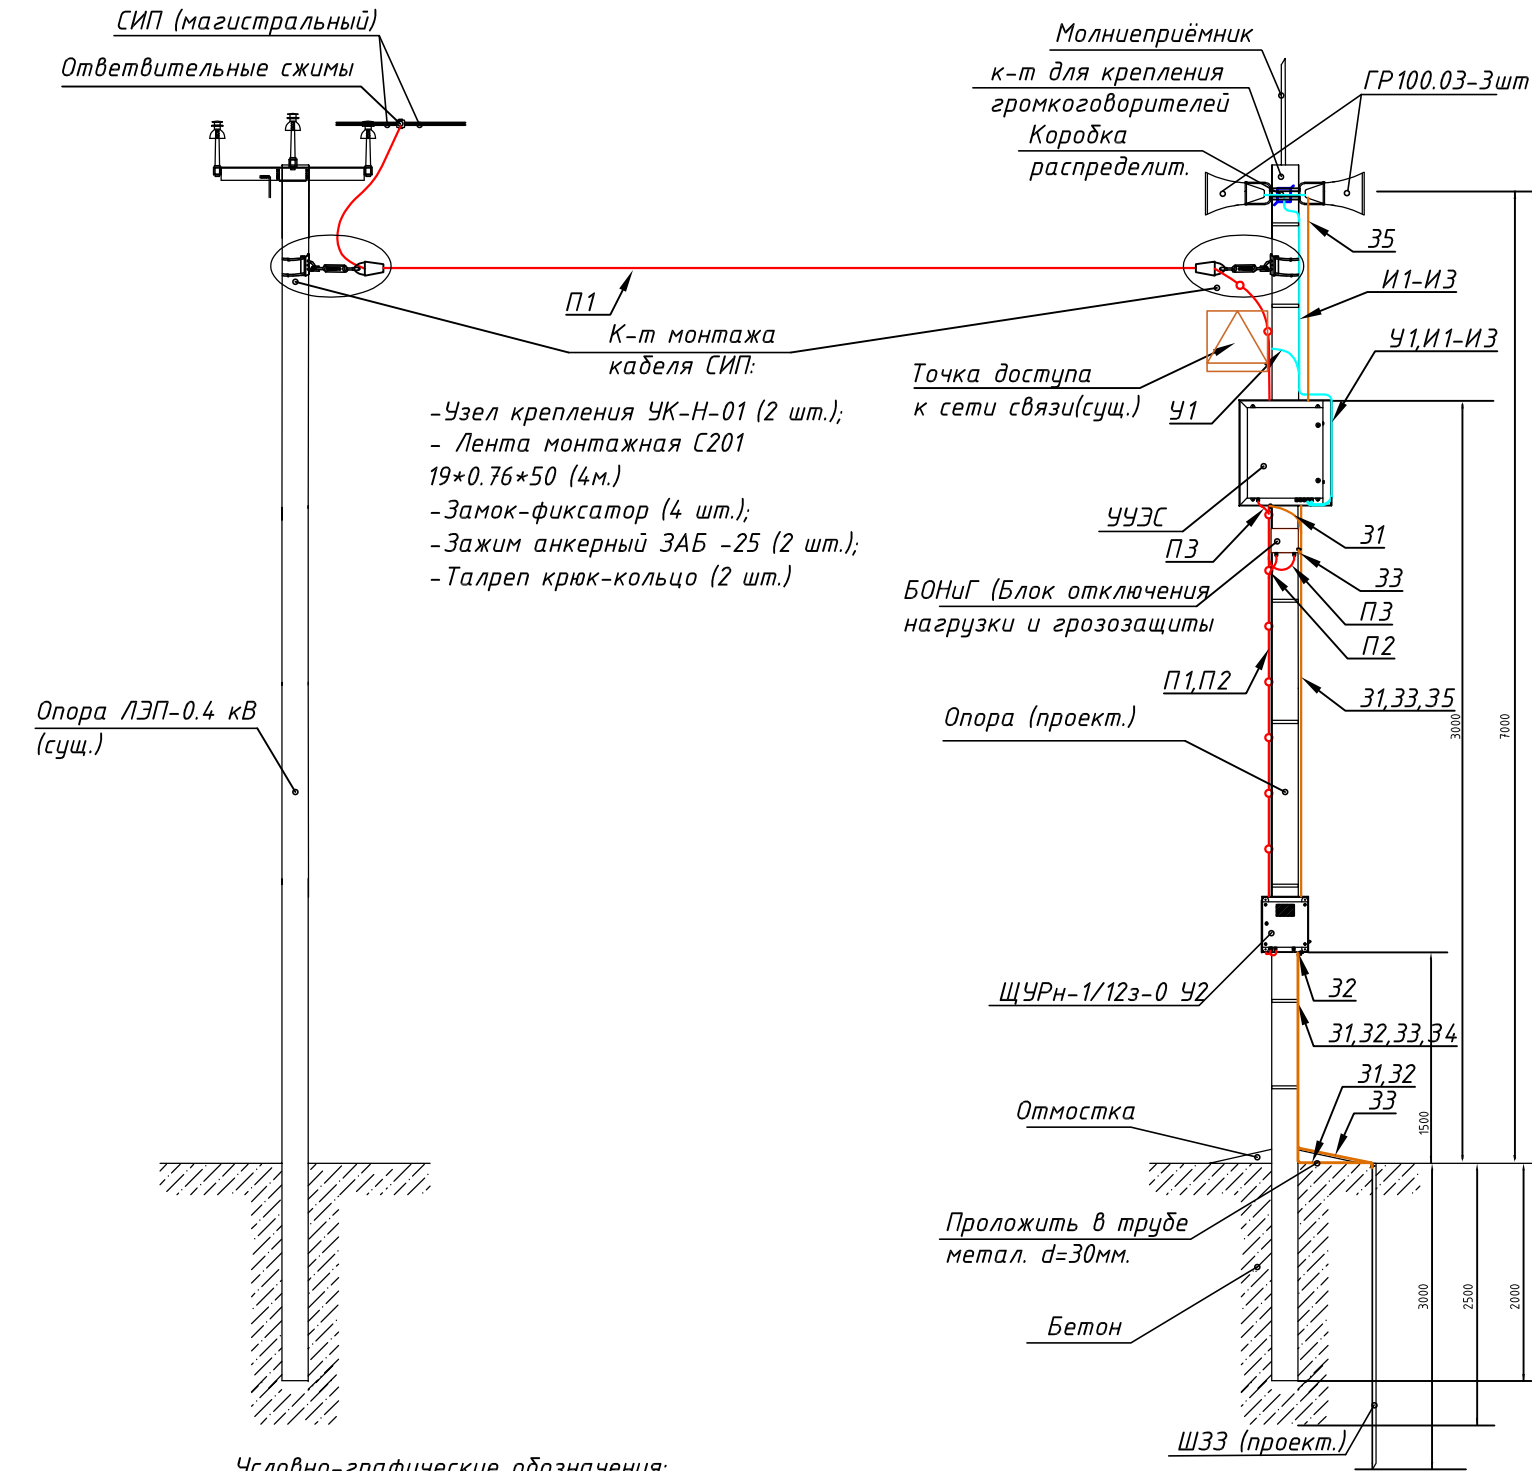 СИП (магистральный)
Ответвительные сжимы
Молниеприёмник
к-т для крепления
громкоговорителей
Коробка
распределит.
ГР100.03-3шт
35
И1-И3
У1,И1-И3
П1
К-т монтажа
кабеля СИП:
-Узел крепления УК-Н-01 (2 шт.);
- Лента монтажная С201
19*0.76*50 (4м.)
-Замок-фиксатор (4 шт.);
-Зажим анкерный ЗАБ -25 (2 шт.);
-Талреп крюк-кольцо (2 шт.)
Точка доступа
к сети связи(сущ.)
У1
УУЭС
П3
31
33
БОНиГ (Блок отключения
нагрузки и грозозащиты
П3
П2
П1,П2
31,33,35
Опора ЛЭП-0.4 кВ
(сущ.)
Опора (проект.)
3000
7000
ЩУРн-1/12з-0 У2
32
31,32,33,34
31,32
33
Отмостка
1500
Проложить в трубе
метал. d=30мм.
Бетон
3000
2500
2000
ШЗЗ (проект.)
Условно-графические обозначения: